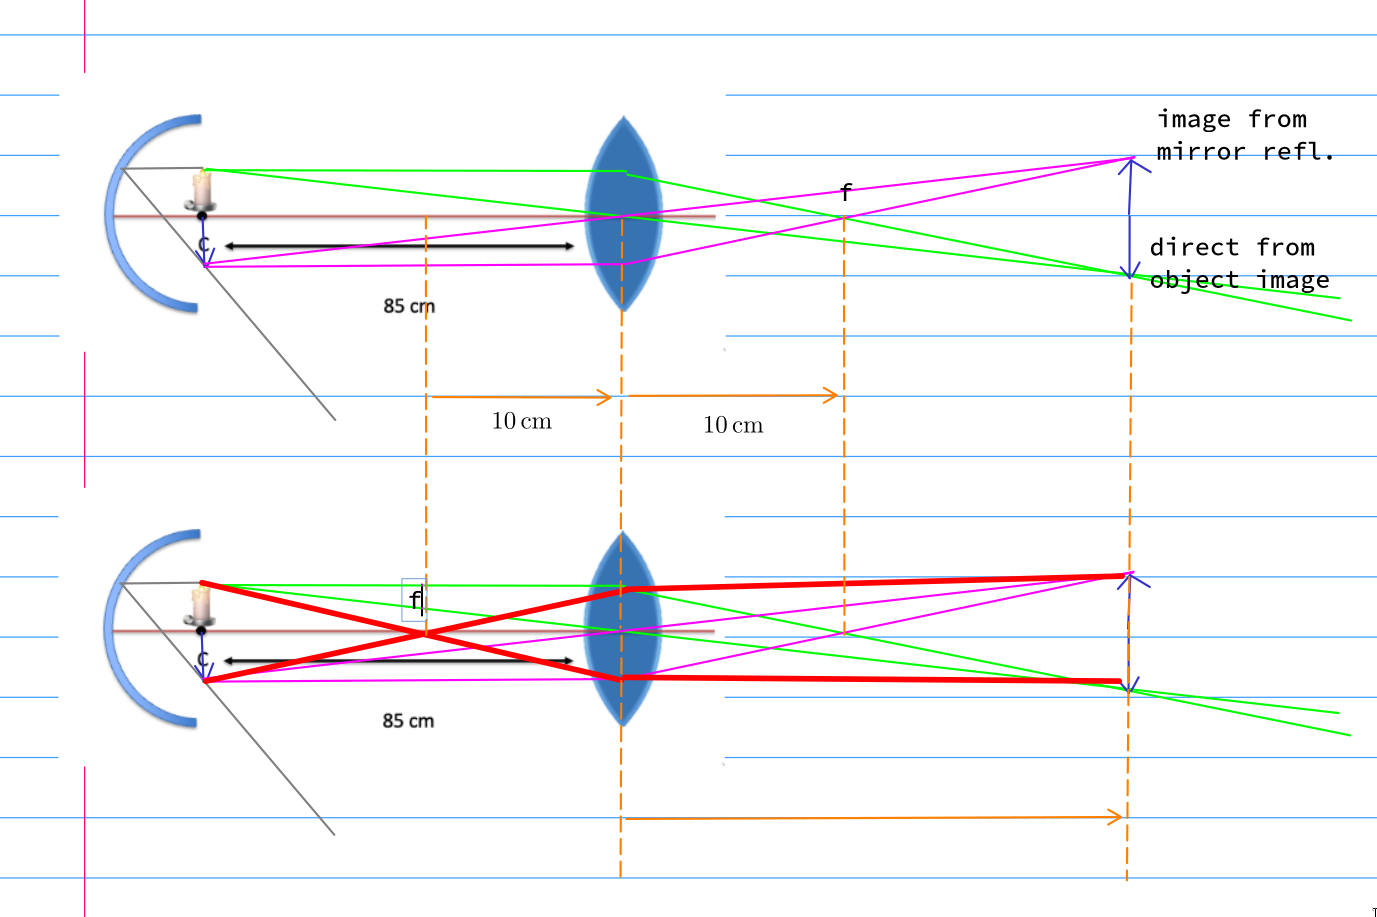 image from
mirror refl.
f
direct from
object image
C
85 cm
10 cm
10 cm
f
C
85 cm